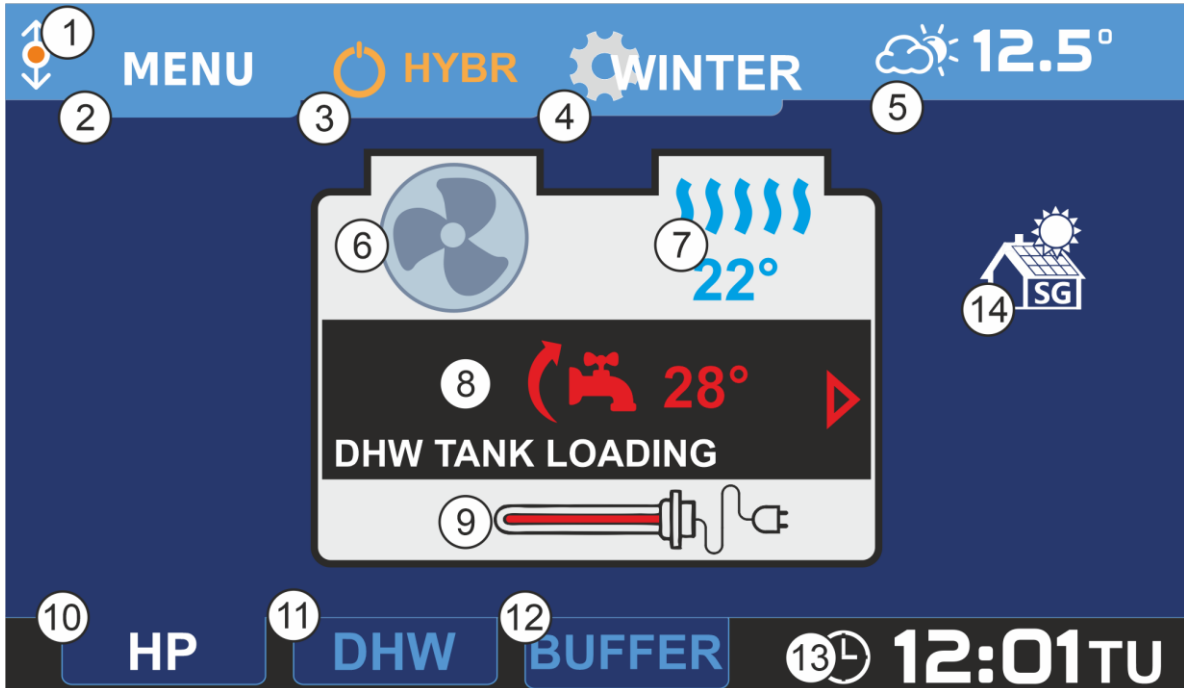 1
MENU HYBR WINTER 12.5°
2 3 4 5
6 7
22°
SG
14
8 28°
DHW TANK LOADING
9
10 11 12
HP DHW BUFFER 13 12:01TU